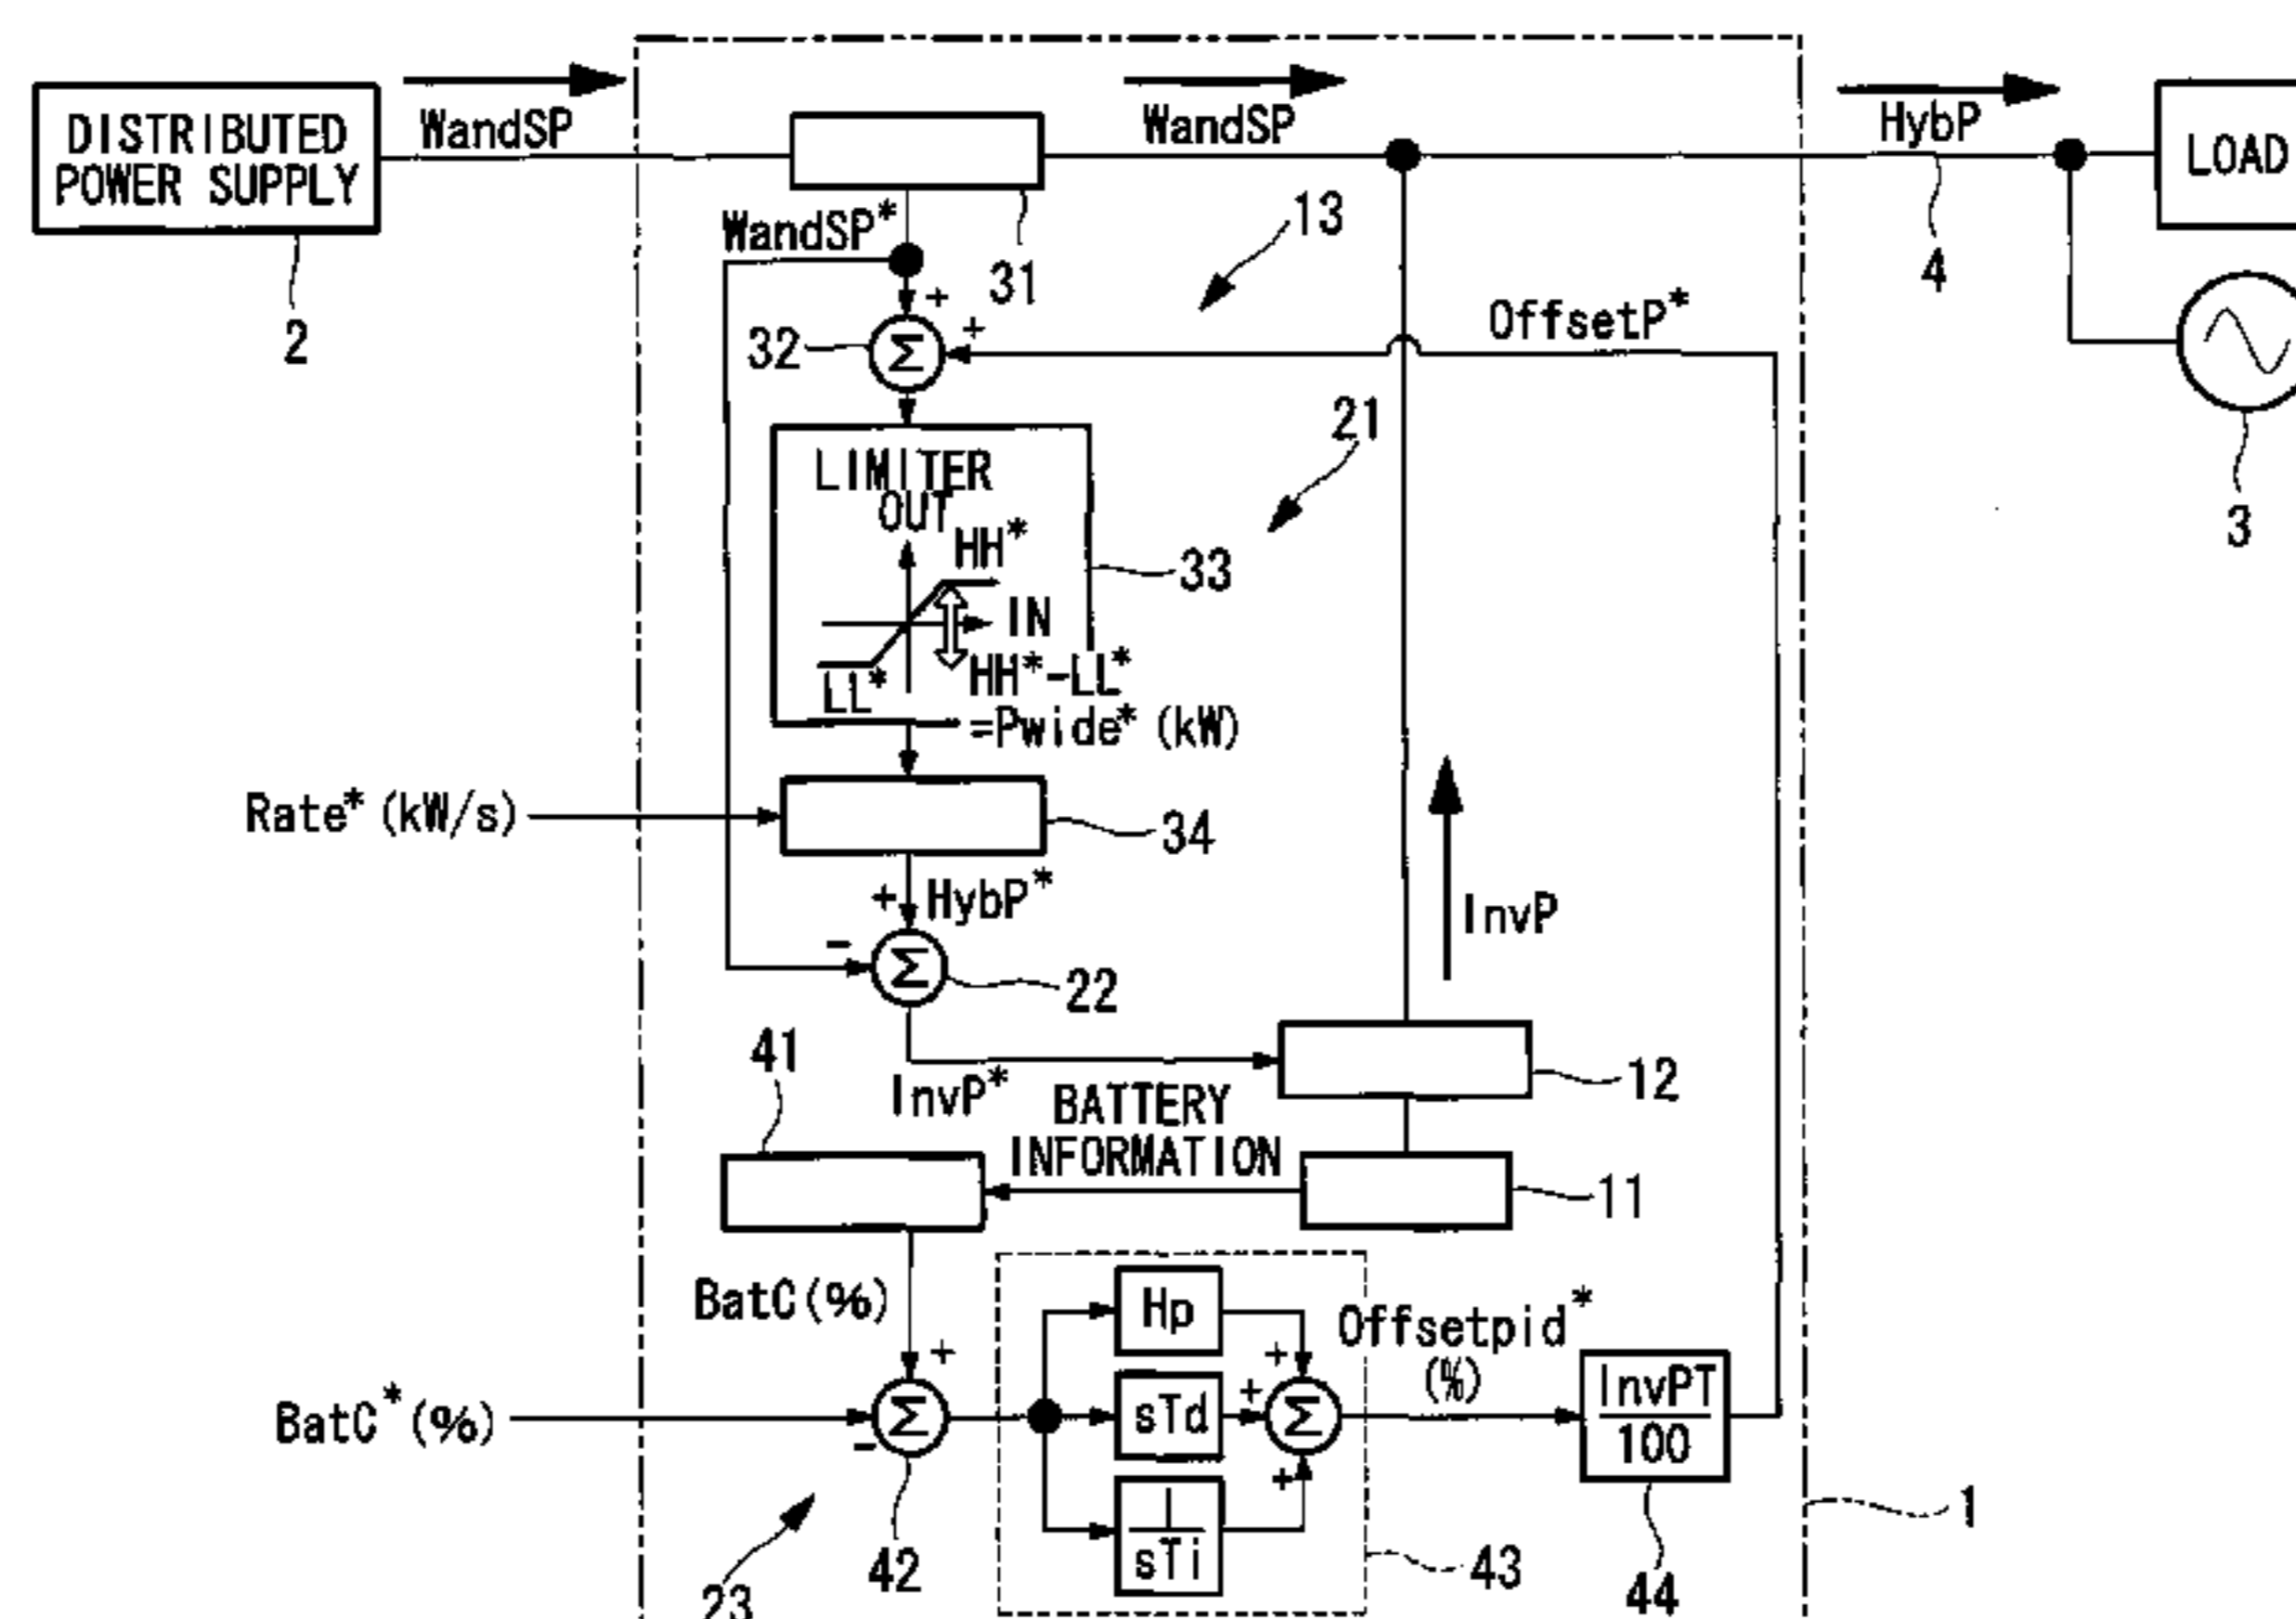 DISTRIBUTED
POWER SUPPLY
2
WandSP
WandSP
HybP
LOAD
4
3
WandSP*
31
13
+
+
32
Σ
OffsetP*
21
LIMITER
OUT
HH*
IN
LL*
HH*-LL*
=Pwide* (kW)
33
Rate* (kW/s)
34
+
HybP*
-
Σ
22
InvP
InvP*
12
41
BATTERY
INFORMATION
11
BatC(%)
+
BatC*(%)
-
Σ
42
23
Hp
sTd
1
sTi
+
+
+
Σ
43
Offsetpid*
(%)
InvPT
100
44
1